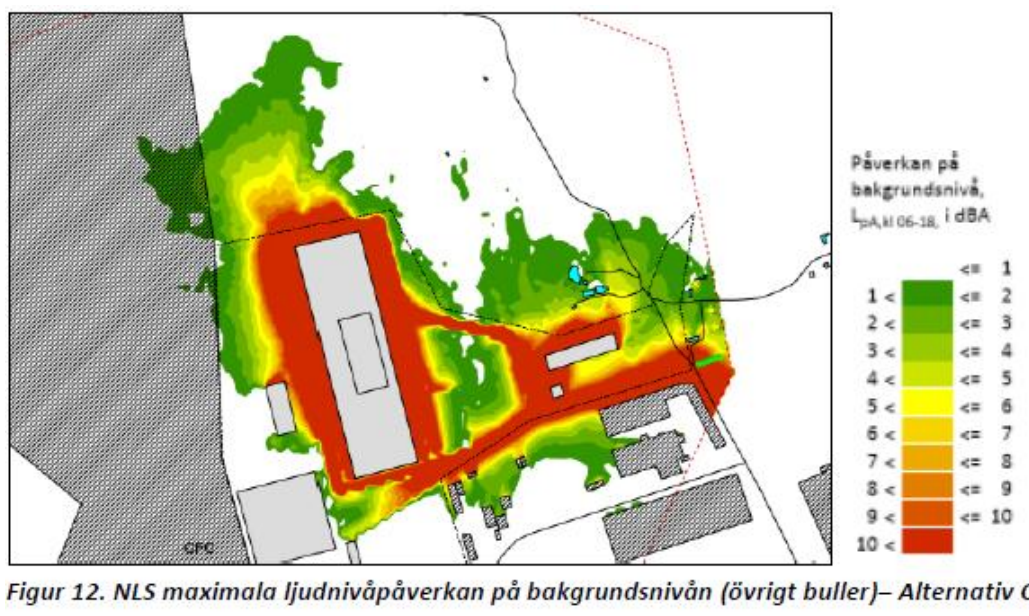 Påverkan på
bakgrundsnivå,
LpA,kl 06-18, i dBA
<= 1
1 < <= 2
2 < <= 3
3 < <= 4
4 < <= 5
5 < <= 6
6 < <= 7
7 < <= 8
8 < <= 9
9 < <= 10
10 <
CFC
Figur 12. NLS maximala ljudnivåpåverkan på bakgrundsnivån (övrigt buller)– Alternativ